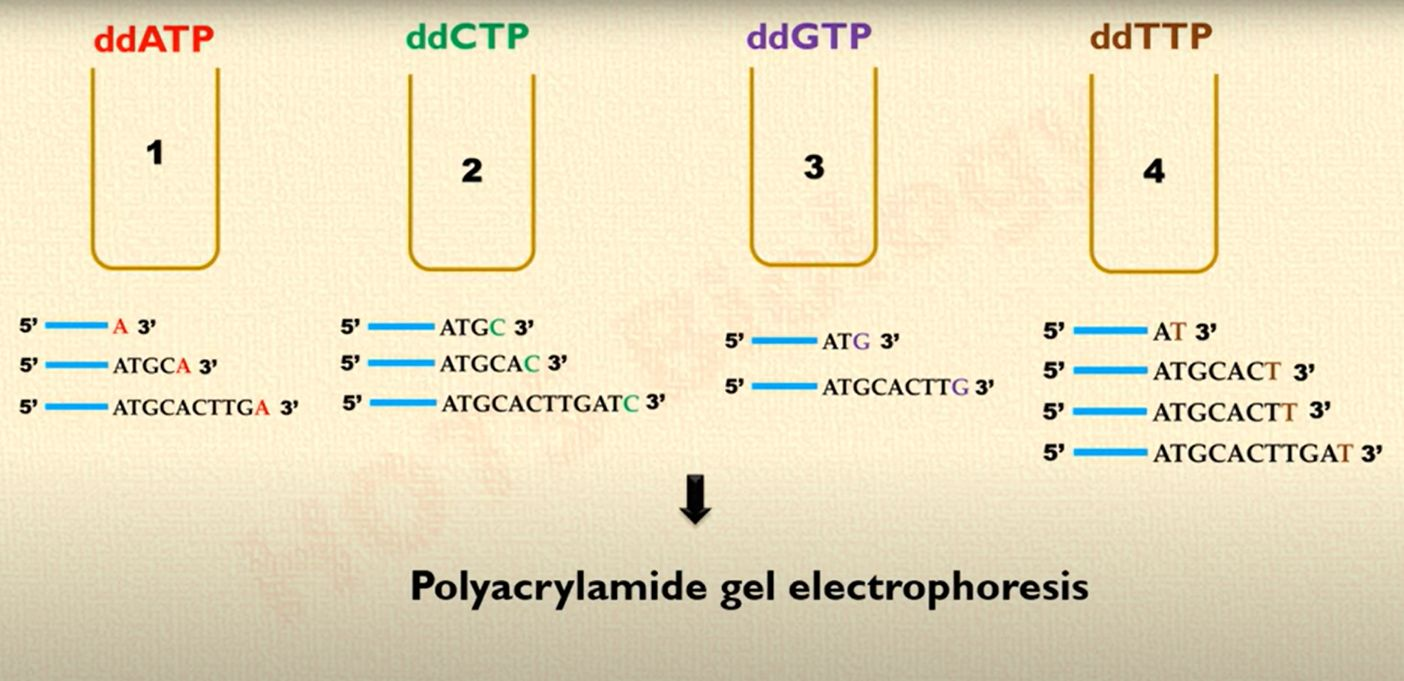 ddATP
ddCTP
ddGTP
ddTTP
1
2
3
4
5’ A 3’
5’ ATGCA 3’
5’ ATGCACTTGA 3’
5’ ATGC 3’
5’ ATGCAC 3’
5’ ATGCACTTGATC 3’
5’ ATG 3’
5’ ATGCACTTG 3’
5’ AT 3’
5’ ATGCACT 3’
5’ ATGCACTT 3’
5’ ATGCACTTGAT 3’
Polyacrylamide gel electrophoresis